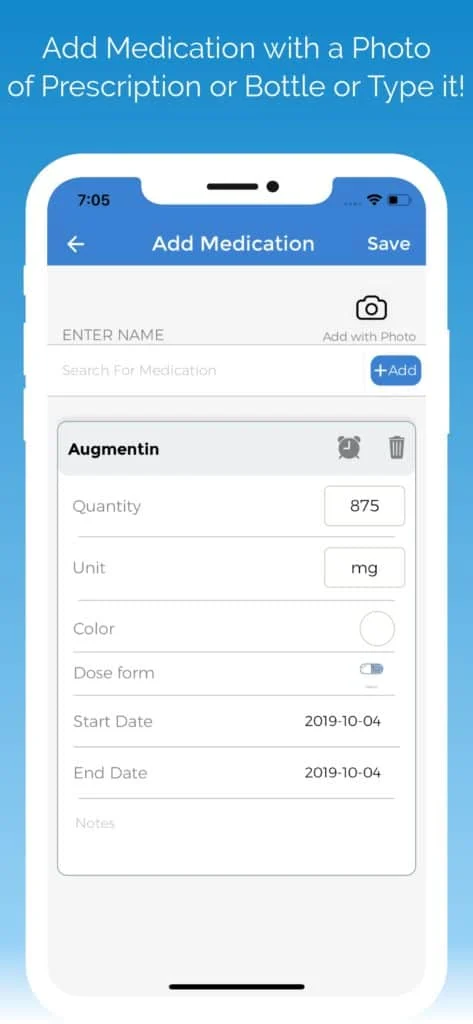 Add Medication with a Photo
of Prescription or Bottle or Type it!
7:05
Add Medication
Save
ENTER NAME
Add with Photo
Search For Medication
+Add
Augmentin
Quantity
875
Unit
mg
Color
Dose form
Start Date
2019-10-04
End Date
2019-10-04
Notes